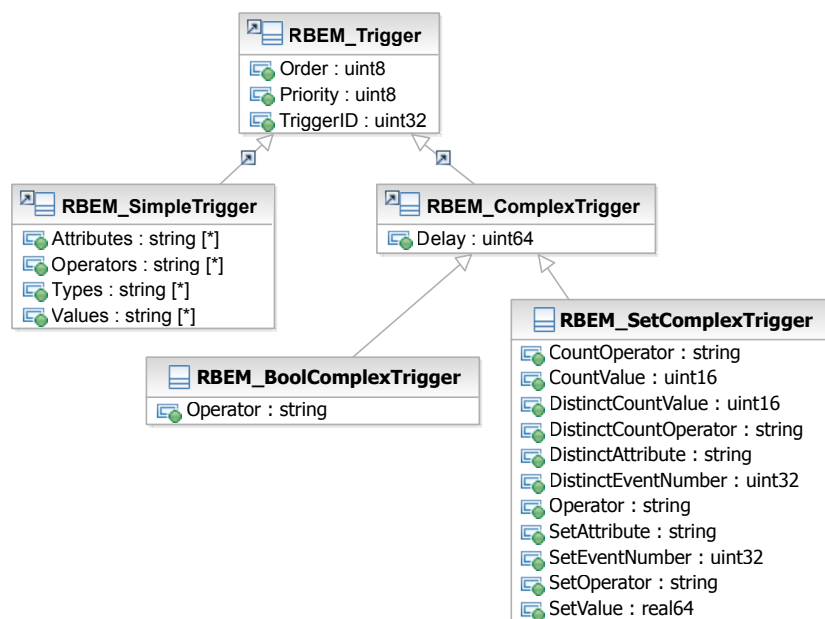 RBEM_Trigger
Order : uint8
Priority : uint8
TriggerID : uint32
RBEM_SimpleTrigger
Attributes : string [*]
Operators : string [*]
Types : string [*]
Values : string [*]
RBEM_ComplexTrigger
Delay : uint64
RBEM_BoolComplexTrigger
Operator : string
RBEM_SetComplexTrigger
CountOperator : string
CountValue : uint16
DistinctCountValue : uint16
DistinctCountOperator : string
DistinctAttribute : string
DistinctEventNumber : uint32
Operator : string
SetAttribute : string
SetEventNumber : uint32
SetOperator : string
SetValue : real64